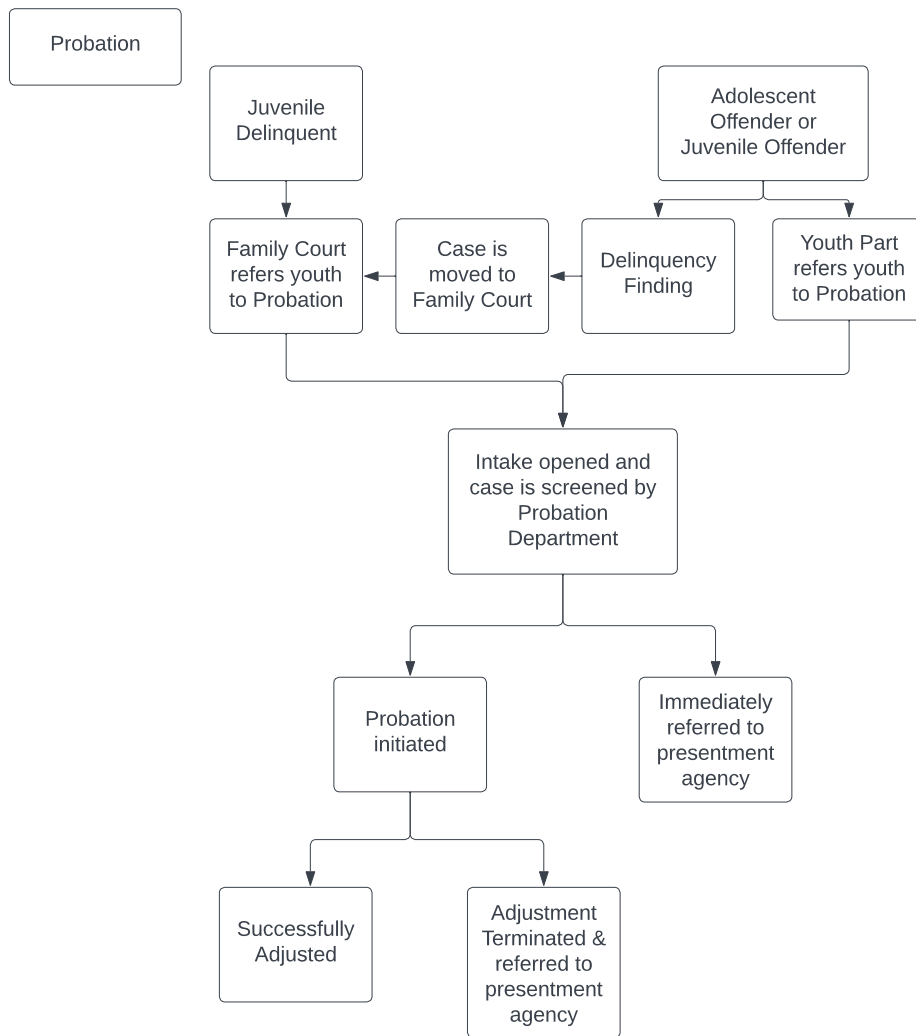 Probation
Juvenile
Delinquent
Adolescent
Offender or
Juvenile Offender
Family Court
refers youth
to Probation
Case is
moved to
Family Court
Delinquency
Finding
Youth Part
refers youth
to Probation
Intake opened and
case is screened by
Probation
Department
Probation
initiated
Immediately
referred to
presentment
agency
Successfully
Adjusted
Adjustment
Terminated &
referred to
presentment
agency